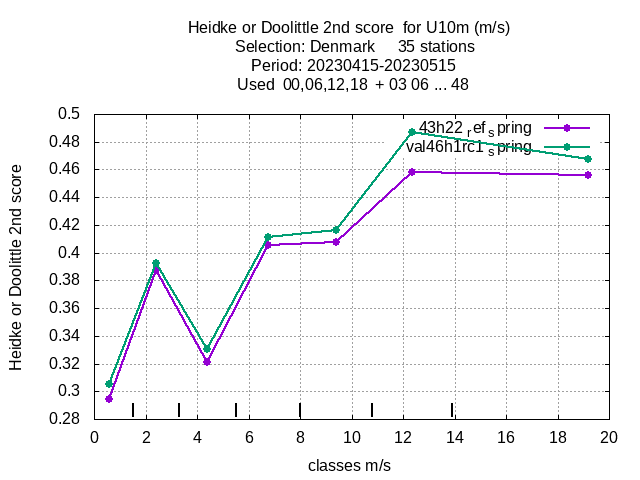 Heidke or Doolittle 2nd score  for U10m (m/s)
Selection: Denmark     35 stations
Period: 20230415-20230515
Used  00,06,12,18  + 03 06 ... 48
Heidke or Doolittle 2nd score
0.5
0.48
0.46
0.44
0.42
0.4
0.38
0.36
0.34
0.32
0.3
0.28
43h22_ref_spring
val46h1rc1_spring
0 2 4 6 8 10 12 14 16 18 20
classes m/s